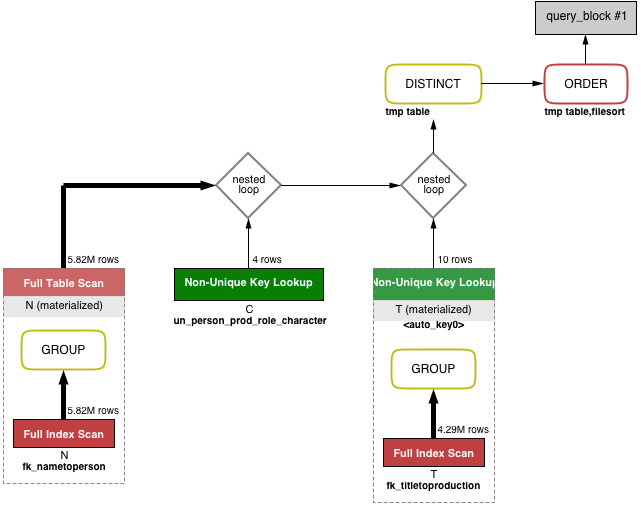 query_block #1
DISTINCT
ORDER
tmp table
tmp table,filesort
nested
loop
nested
loop
5.82M rows
4 rows
10 rows
Full Table Scan
Non-Unique Key Lookup
Non-Unique Key Lookup
N (materialized)
C
un_person_prod_role_character
T (materialized)
<auto_key0>
GROUP
GROUP
5.82M rows
4.29M rows
Full Index Scan
N
fk_nametoperson
Full Index Scan
T
fk_titletoproduction